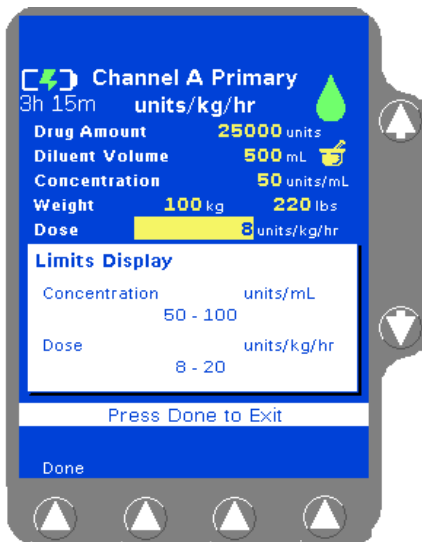 Channel A Primary
3h 15m units/kg/hr
Drug Amount 25000 units
Diluent Volume 500 mL
Concentration 50 units/mL
Weight 100 kg 220 lbs
Dose 8 units/kg/hr
Limits Display
Concentration units/mL
50 - 100
Dose units/kg/hr
8 - 20
Press Done to Exit
Done